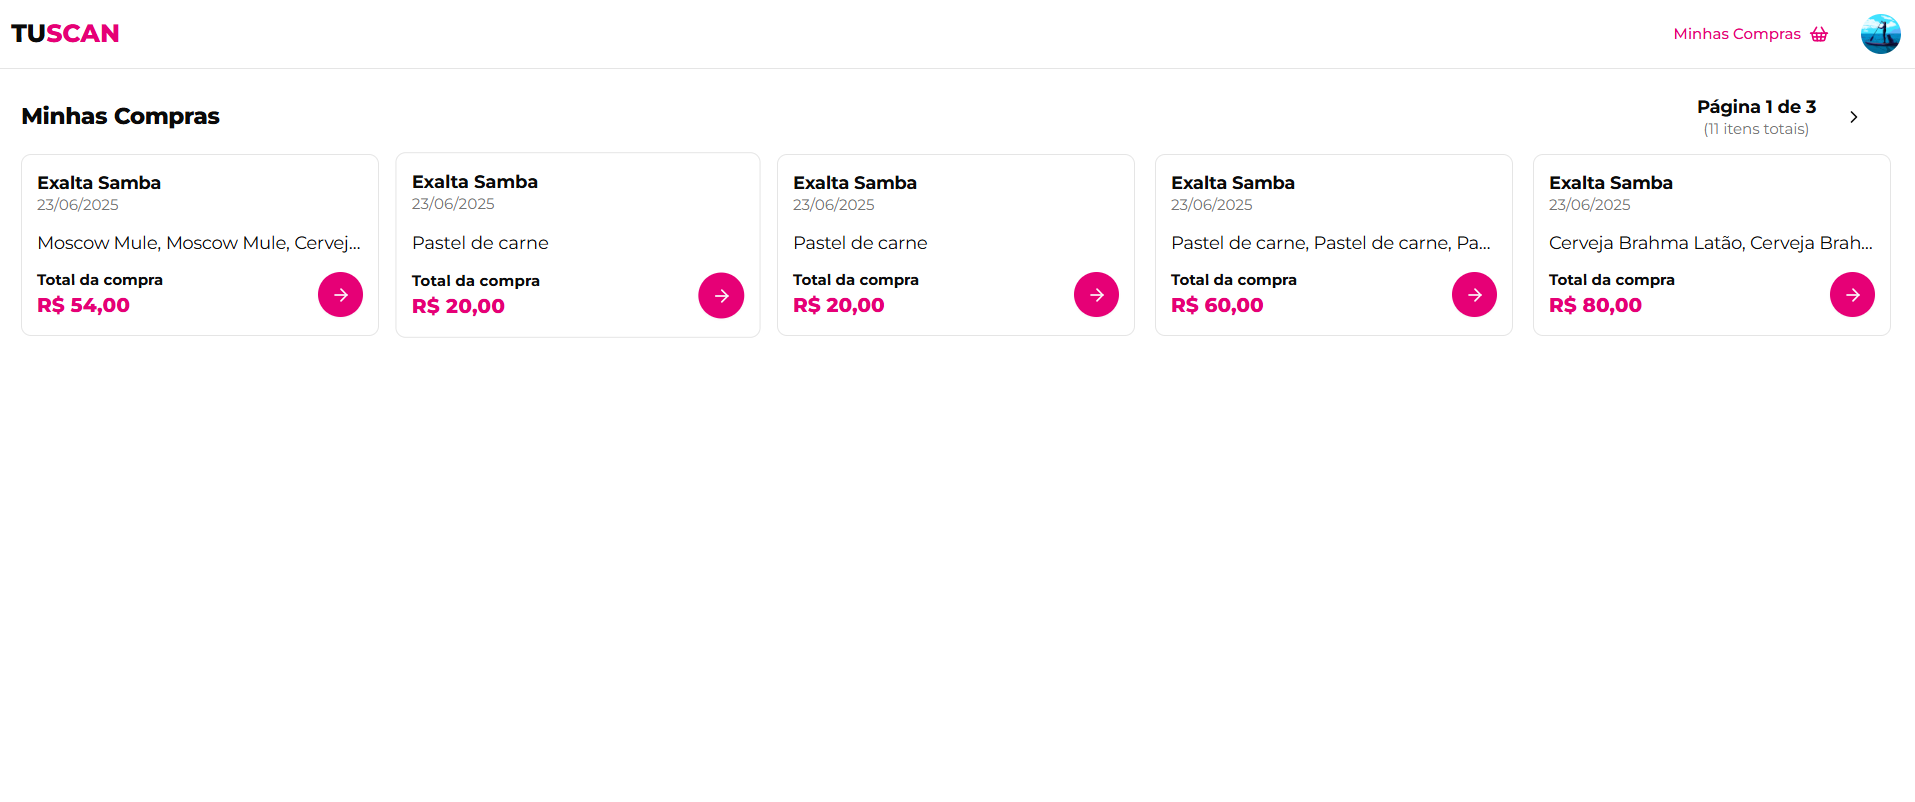 TUSCAN
Minhas Compras
Minhas Compras
Página 1 de 3
(11 itens totais)
Exalta Samba
23/06/2025
Moscow Mule, Moscow Mule, Cervej...
Total da compra
R$ 54,00
Exalta Samba
23/06/2025
Pastel de carne
Total da compra
R$ 20,00
Exalta Samba
23/06/2025
Pastel de carne
Total da compra
R$ 20,00
Exalta Samba
23/06/2025
Pastel de carne, Pastel de carne, Pa...
Total da compra
R$ 60,00
Exalta Samba
23/06/2025
Cerveja Brahma Latão, Cerveja Brah...
Total da compra
R$ 80,00